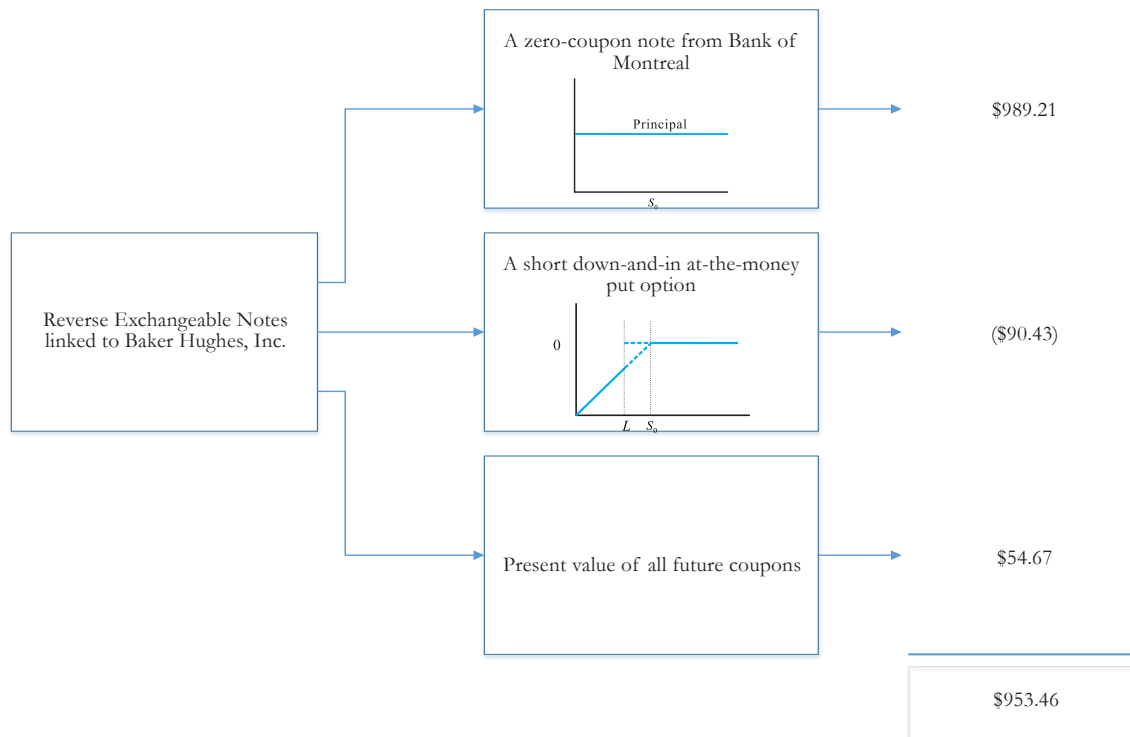 A zero-coupon note from Bank of
Montreal
Principal
S₀
$989.21
Reverse Exchangeable Notes
linked to Baker Hughes, Inc.
A short down-and-in at-the-money
put option
0
L S₀
($90.43)
Present value of all future coupons
$54.67
$953.46